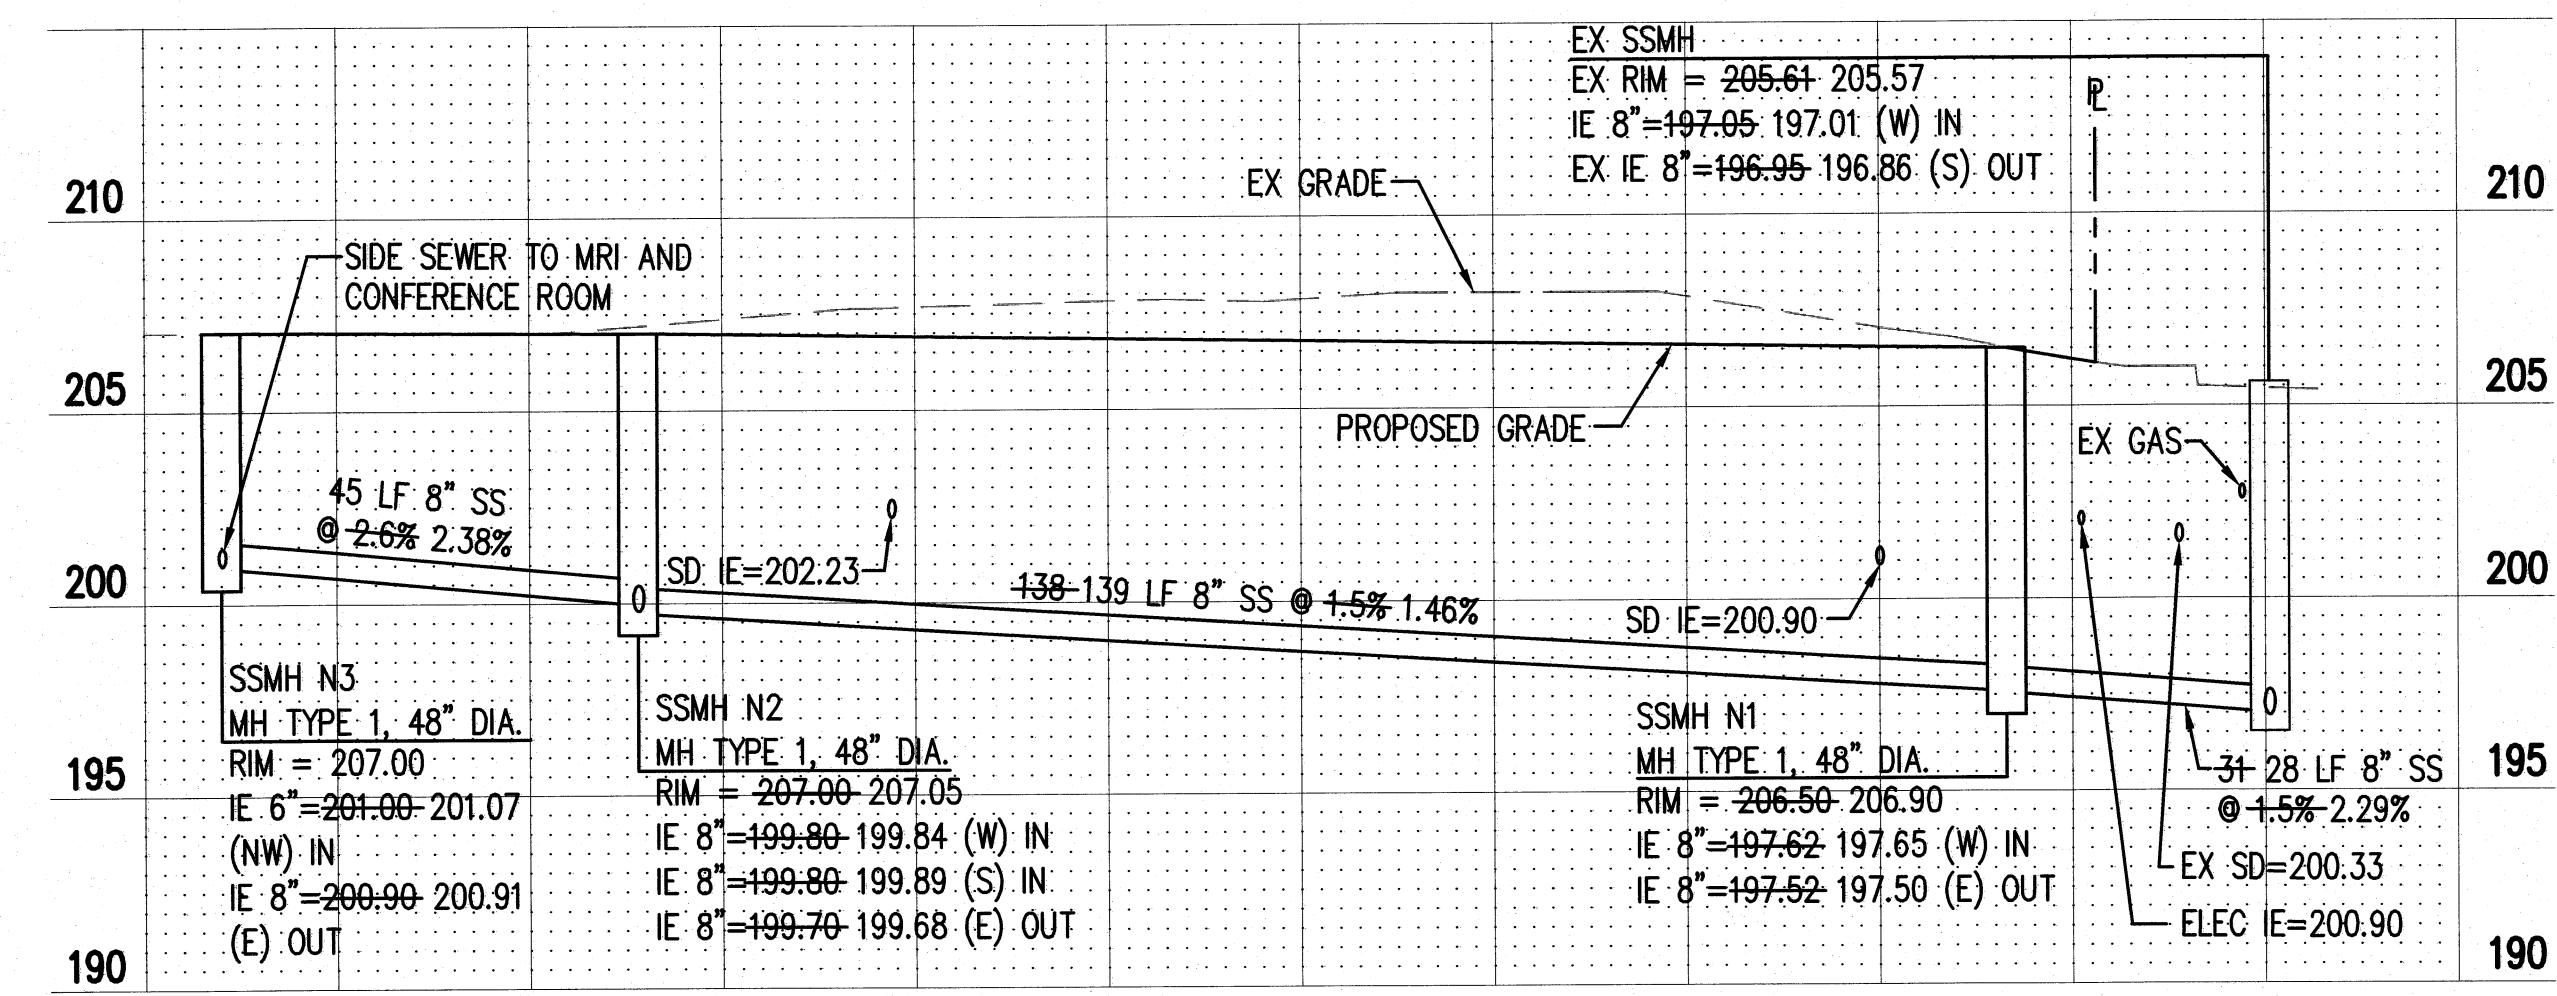 EX SSMH
EX RIM = 205.61 205.57
IE 8"=197.05 197.01 (W) IN
EX IE 8"=196.95 196.86 (S) OUT
PL
210
210
EX GRADE
SIDE SEWER TO MRI AND
CONFERENCE ROOM
205
205
PROPOSED GRADE
EX GAS
45 LF 8" SS
@ 2.6% 2.38%
SD IE=202.23
200
200
138 139 LF 8" SS @ 1.5% 1.46%
SD IE=200.90
SSMH N3
MH TYPE 1, 48" DIA.
RIM = 207.00
IE 6"=201.00 201.07
(NW) IN
IE 8"=200.90 200.91
(E) OUT
SSMH N2
MH TYPE 1, 48" DIA.
RIM = 207.00 207.05
IE 8"=199.80 199.84 (W) IN
IE 8"=199.80 199.89 (S) IN
IE 8"=199.70 199.68 (E) OUT
SSMH N1
MH TYPE 1, 48" DIA.
RIM = 206.50 206.90
IE 8"=197.62 197.65 (W) IN
IE 8"=197.52 197.50 (E) OUT
195
195
31 28 LF 8" SS
@ 1.5% 2.29%
EX SD=200.33
ELEC IE=200.90
190
190